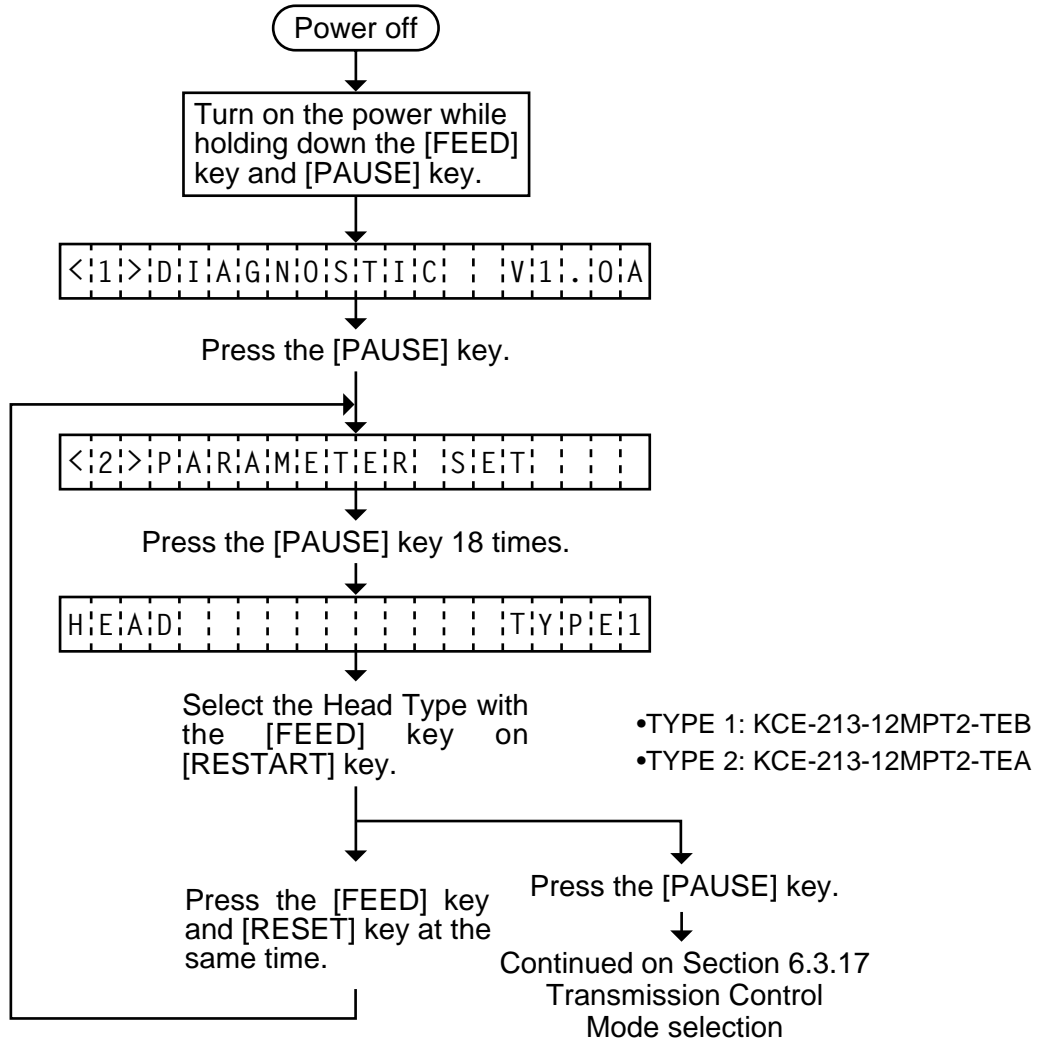 Power off
Turn on the power while
holding down the [FEED]
key and [PAUSE] key.
<1>DIAGNOSTIC  V1.0A
Press the [PAUSE] key.
<2>PARAMETER SET
Press the [PAUSE] key 18 times.
HEAD           TYPE1
Select the Head Type with
the [FEED] key on
[RESTART] key.
•TYPE 1: KCE-213-12MPT2-TEB
•TYPE 2: KCE-213-12MPT2-TEA
Press the [FEED] key
and [RESET] key at the
same time.
Press the [PAUSE] key.
Continued on Section 6.3.17
Transmission Control
Mode selection